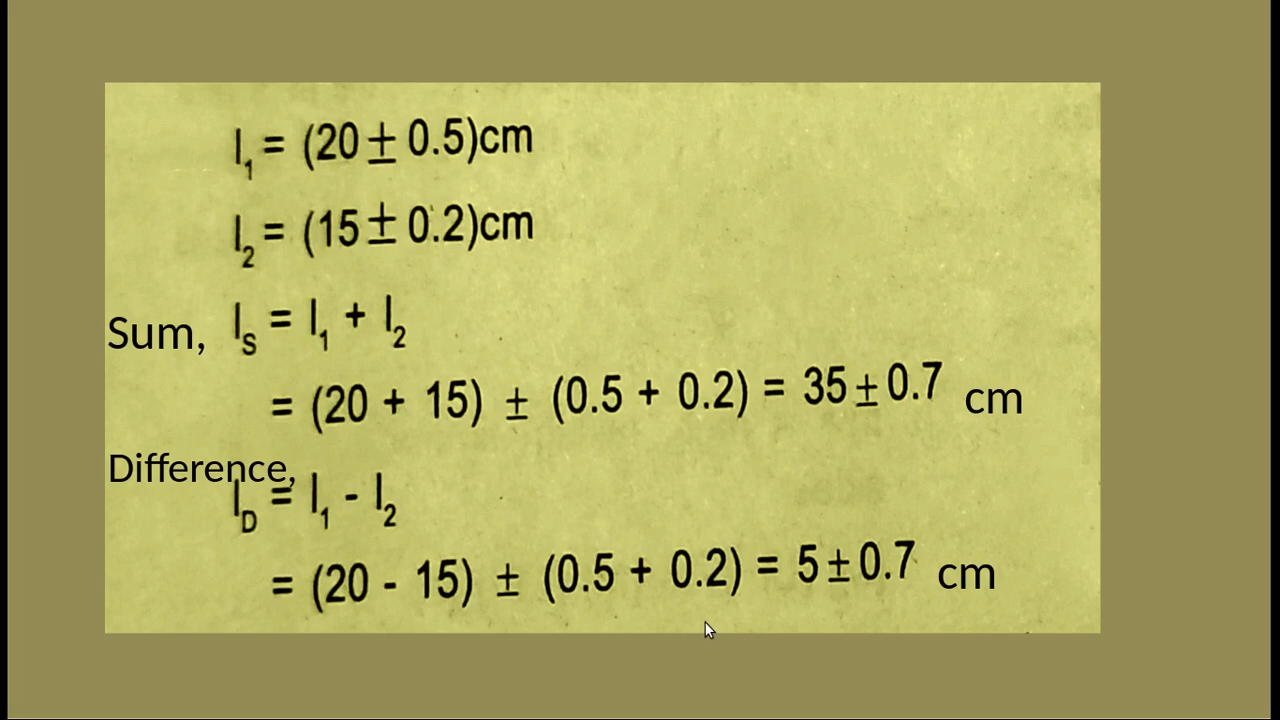 l₁ = (20 ± 0.5)cm
l₂ = (15 ± 0.2)cm
Sum, lS = l₁ + l₂
= (20 + 15) ± (0.5 + 0.2) = 35 ± 0.7 cm
Difference,
lD = l₁ - l₂
= (20 - 15) ± (0.5 + 0.2) = 5 ± 0.7 cm